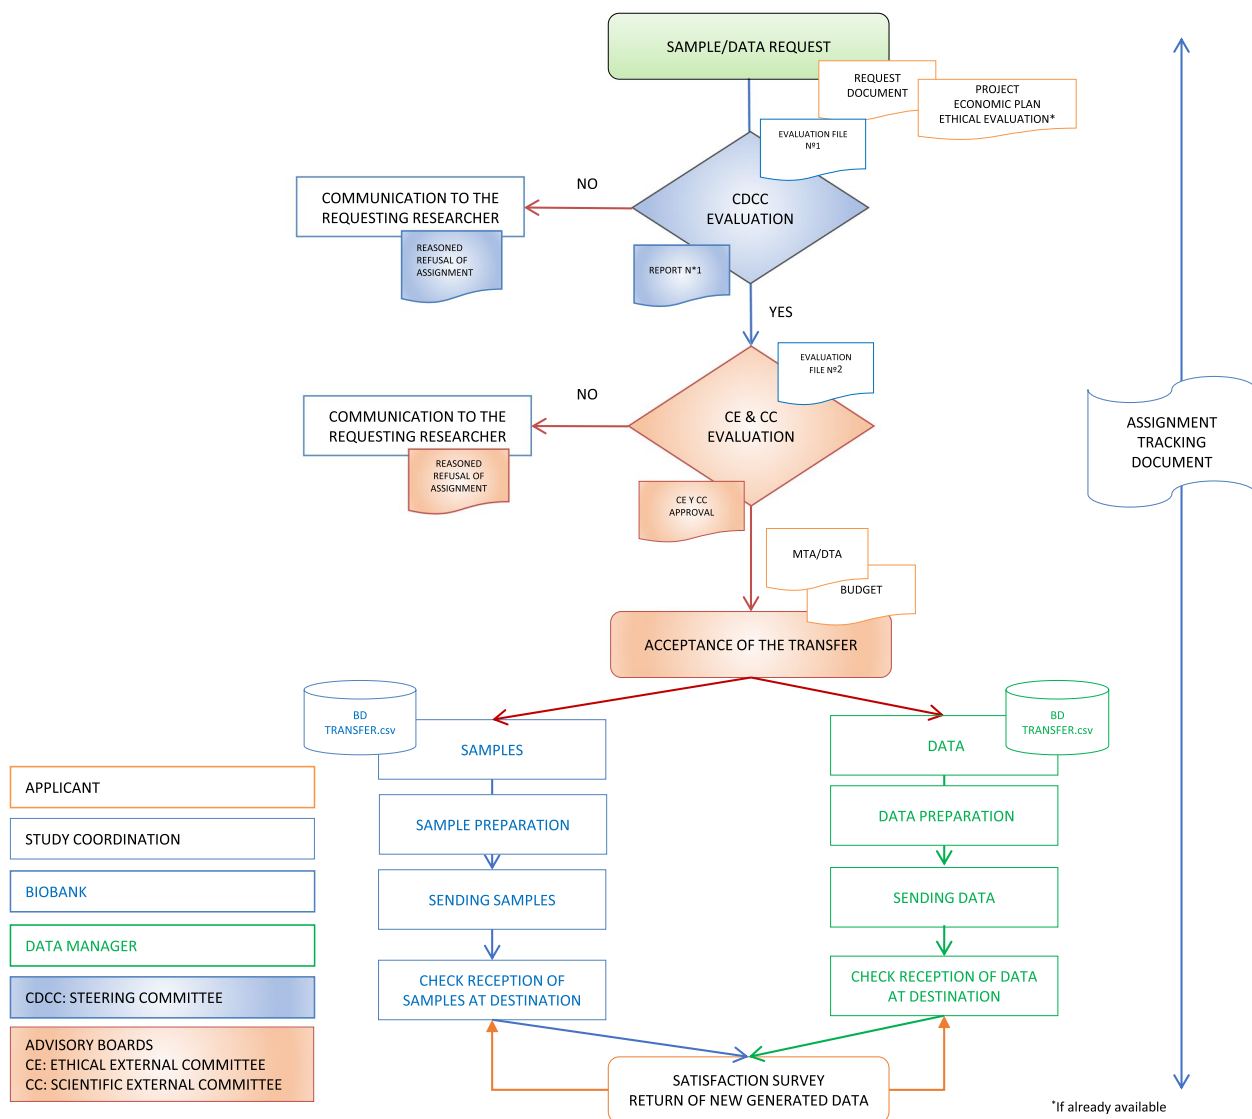 SAMPLE/DATA REQUEST
REQUEST
DOCUMENT
PROJECT
ECONOMIC PLAN
ETHICAL EVALUATION*
EVALUATION FILE
Nº1
CDCC
EVALUATION
NO
COMMUNICATION TO THE
REQUESTING RESEARCHER
REASONED
REFUSAL OF
ASSIGNMENT
REPORT N*1
YES
EVALUATION
FILE Nº2
CE & CC
EVALUATION
NO
COMMUNICATION TO THE
REQUESTING RESEARCHER
REASONED
REFUSAL OF
ASSIGNMENT
CE Y CC
APPROVAL
ASSIGNMENT
TRACKING
DOCUMENT
MTA/DTA
BUDGET
ACCEPTANCE OF THE TRANSFER
BD
TRANSFER.csv
SAMPLES
DATA
BD
TRANSFER.csv
SAMPLE PREPARATION
DATA PREPARATION
SENDING SAMPLES
SENDING DATA
CHECK RECEPTION OF
SAMPLES AT DESTINATION
CHECK RECEPTION OF DATA
AT DESTINATION
SATISFACTION SURVEY
RETURN OF NEW GENERATED DATA
APPLICANT
STUDY COORDINATION
BIOBANK
DATA MANAGER
CDCC: STEERING COMMITTEE
ADVISORY BOARDS
CE: ETHICAL EXTERNAL COMMITTEE
CC: SCIENTIFIC EXTERNAL COMMITTEE
*If already available